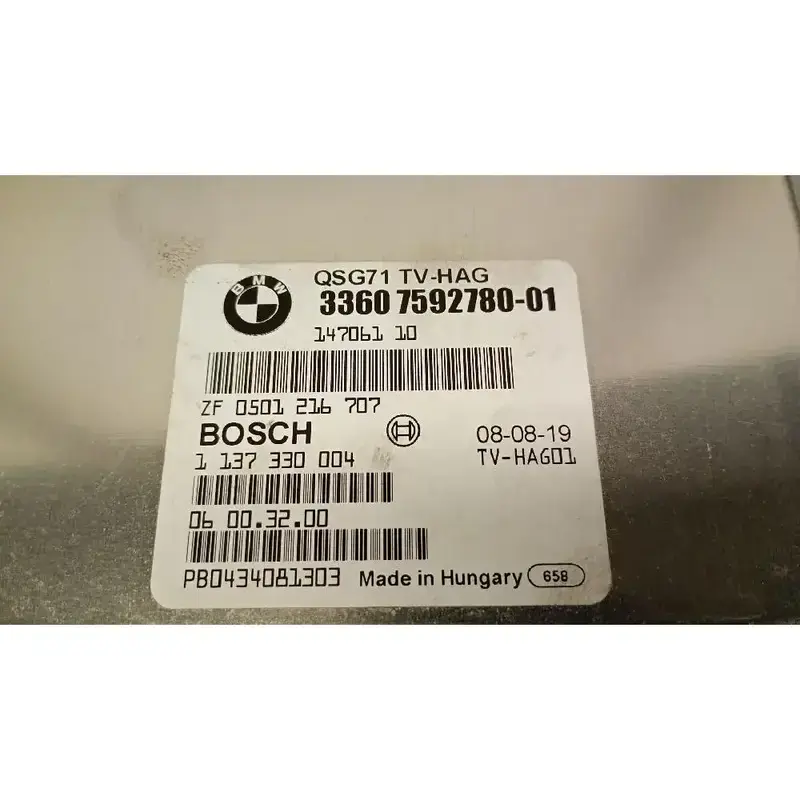 BMW
QSG71 TV-HAG
3360 7592780-01
147061 10
ZF 0501 216 707
BOSCH 08-08-19
1 137 330 004 TV-HAG01
06 00.32.00
PB0434081303 Made in Hungary 658